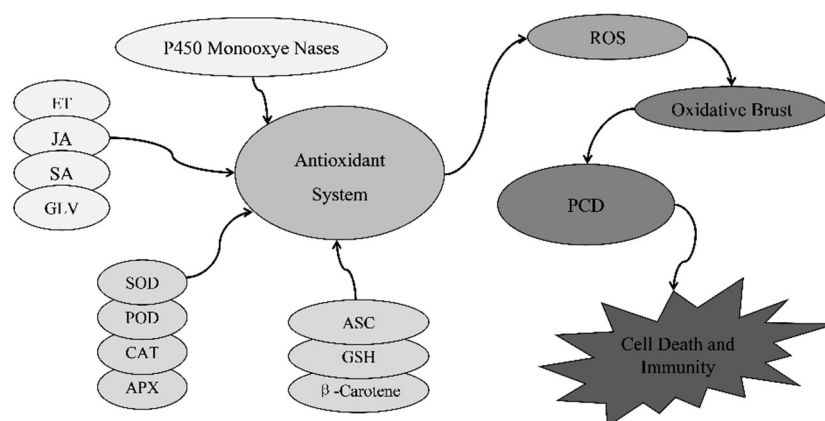 P450 Monooxye Nases
ROS
ET
JA
SA
GLV
Antioxidant
System
Oxidative Brust
PCD
SOD
POD
CAT
APX
ASC
GSH
β-Carotene
Cell Death and
Immunity